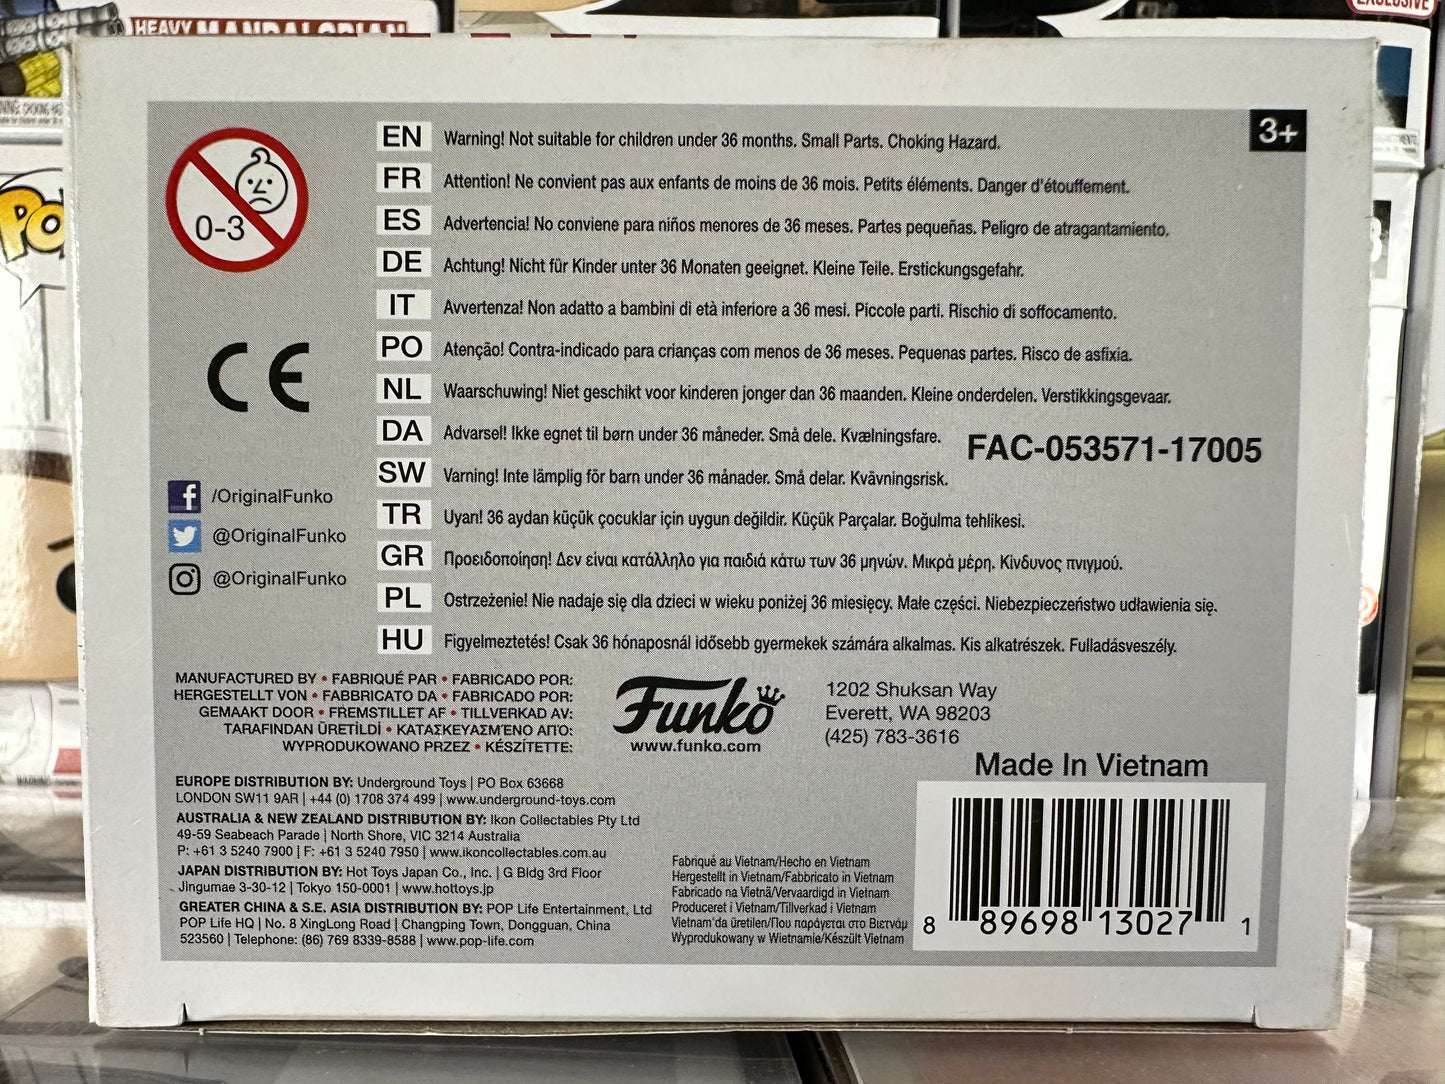 HEAVY MANDALORIAN
EXCLUSIVE
3+
0-3
EN Warning! Not suitable for children under 36 months. Small Parts. Choking Hazard.
FR Attention! Ne convient pas aux enfants de moins de 36 mois. Petits éléments. Danger d'étouffement.
ES Advertencia! No conviene para niños menores de 36 meses. Partes pequeñas. Peligro de atragantamiento.
DE Achtung! Nicht für Kinder unter 36 Monaten geeignet. Kleine Teile. Erstickungsgefahr.
IT Avvertenza! Non adatto a bambini di età inferiore a 36 mesi. Piccole parti. Rischio di soffocamento.
PO Atenção! Contra-indicado para crianças com menos de 36 meses. Pequenas partes. Risco de asfixia.
NL Waarschuwing! Niet geschikt voor kinderen jonger dan 36 maanden. Kleine onderdelen. Verstikkingsgevaar.
DA Advarsel! Ikke egnet til børn under 36 måneder. Små dele. Kvælningsfare.
FAC-053571-17005
SW Varning! Inte lämplig för barn under 36 månader. Små delar. Kvävningsrisk.
TR Uyarı! 36 aydan küçük çocuklar için uygun değildir. Küçük Parçalar. Boğulma tehlikesi.
GR Προειδοποίηση! Δεν είναι κατάλληλο για παιδιά κάτω των 36 μηνών. Μικρά μέρη. Κίνδυνος πνιγμού.
PL Ostrzeżenie! Nie nadaje się dla dzieci w wieku poniżej 36 miesięcy. Małe części. Niebezpieczeństwo udławienia się.
HU Figyelmeztetés! Csak 36 hónaposnál idősebb gyermekek számára alkalmas. Kis alkatrészek. Fulladásveszély.
CE
/OriginalFunko
@OriginalFunko
@OriginalFunko
MANUFACTURED BY • FABRIQUÉ PAR • FABRICADO POR:
HERGESTELLT VON • FABBRICATO DA • FABRICADO POR:
GEMAAKT DOOR • FREMSTILLET AF • TILLVERKAD AV:
TARAFINDAN ÜRETİLDİ • ΚΑΤΑΣΚΕΥΑΣΜΈΝΟ ΑΠΌ:
WYPRODUKOWANO PRZEZ • KÉSZÍTETTE:
Funko
www.funko.com
1202 Shuksan Way
Everett, WA 98203
(425) 783-3616
EUROPE DISTRIBUTION BY: Underground Toys | PO Box 63668
LONDON SW11 9AR | +44 (0) 1708 374 499 | www.underground-toys.com
AUSTRALIA & NEW ZEALAND DISTRIBUTION BY: Ikon Collectables Pty Ltd
49-59 Seabeach Parade | North Shore, VIC 3214 Australia
P: +61 3 5240 7900 | F: +61 3 5240 7950 | www.ikoncollectables.com.au
JAPAN DISTRIBUTION BY: Hot Toys Japan Co., Inc. | G Bldg 3rd Floor
Jingumae 3-30-12 | Tokyo 150-0001 | www.hottoys.jp
GREATER CHINA & S.E. ASIA DISTRIBUTION BY: POP Life Entertainment, Ltd
POP Life HQ | No. 8 XingLong Road | Changping Town, Dongguan, China
523560 | Telephone: (86) 769 8339-8588 | www.pop-life.com
Fabriqué au Vietnam/Hecho en Vietnam
Hergestellt in Vietnam/Fabbricato in Vietnam
Fabricado na Vietnã/Vervaardigd in Vietnam
Produceret i Vietnam/Tillverkad i Vietnam
Vietnam'da üretilen/Που παράγεται στο Βιετνάμ
Wyprodukowany w Wietnamie/Készült Vietnam
Made In Vietnam
8 89698 13027 1